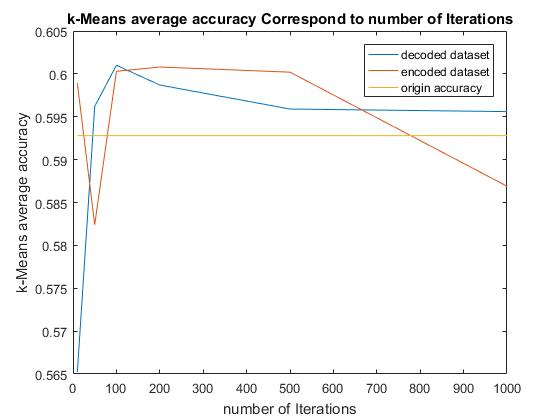 k-Means average accuracy Correspond to number of Iterations
decoded dataset
encoded dataset
origin accuracy
k-Means average accuracy
0.605
0.6
0.595
0.59
0.585
0.58
0.575
0.57
0.565
0 100 200 300 400 500 600 700 800 900 1000
number of Iterations